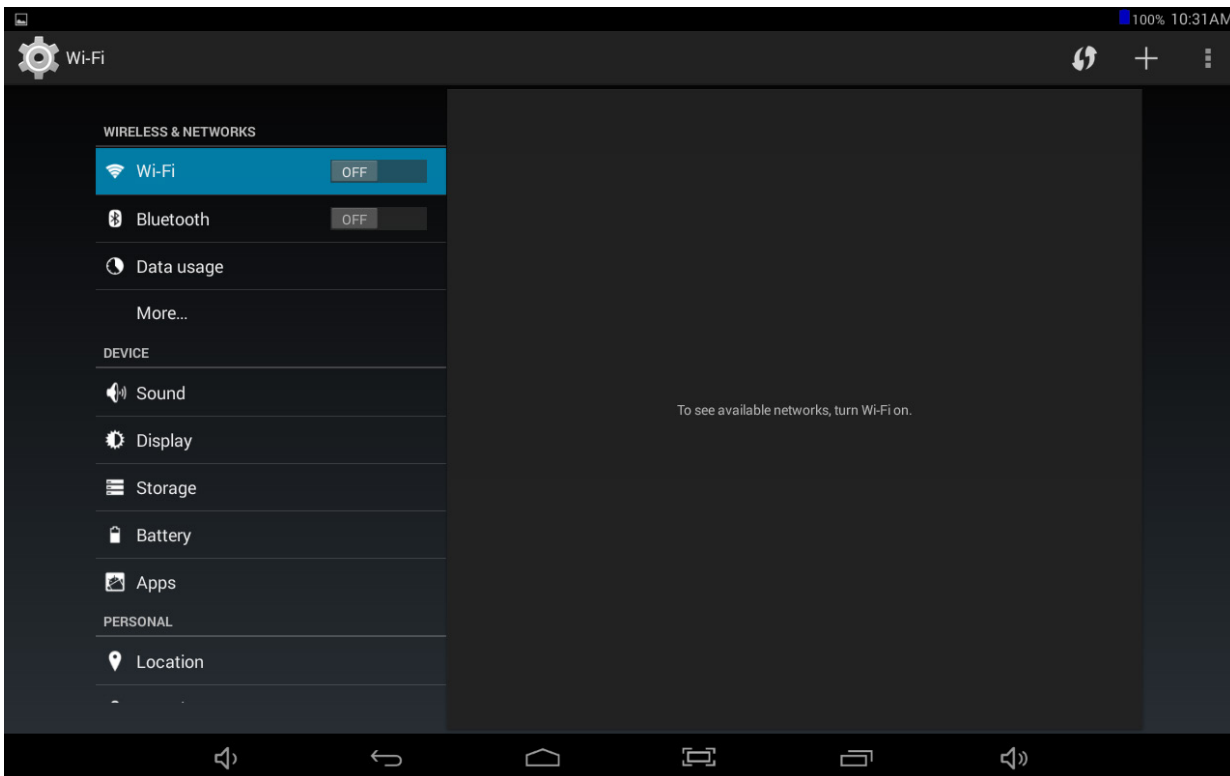 100% 10:31AM
Wi-Fi
WIRELESS & NETWORKS
Wi-Fi OFF
Bluetooth OFF
Data usage
More...
DEVICE
Sound
Display
Storage
Battery
Apps
PERSONAL
Location
To see available networks, turn Wi-Fi on.